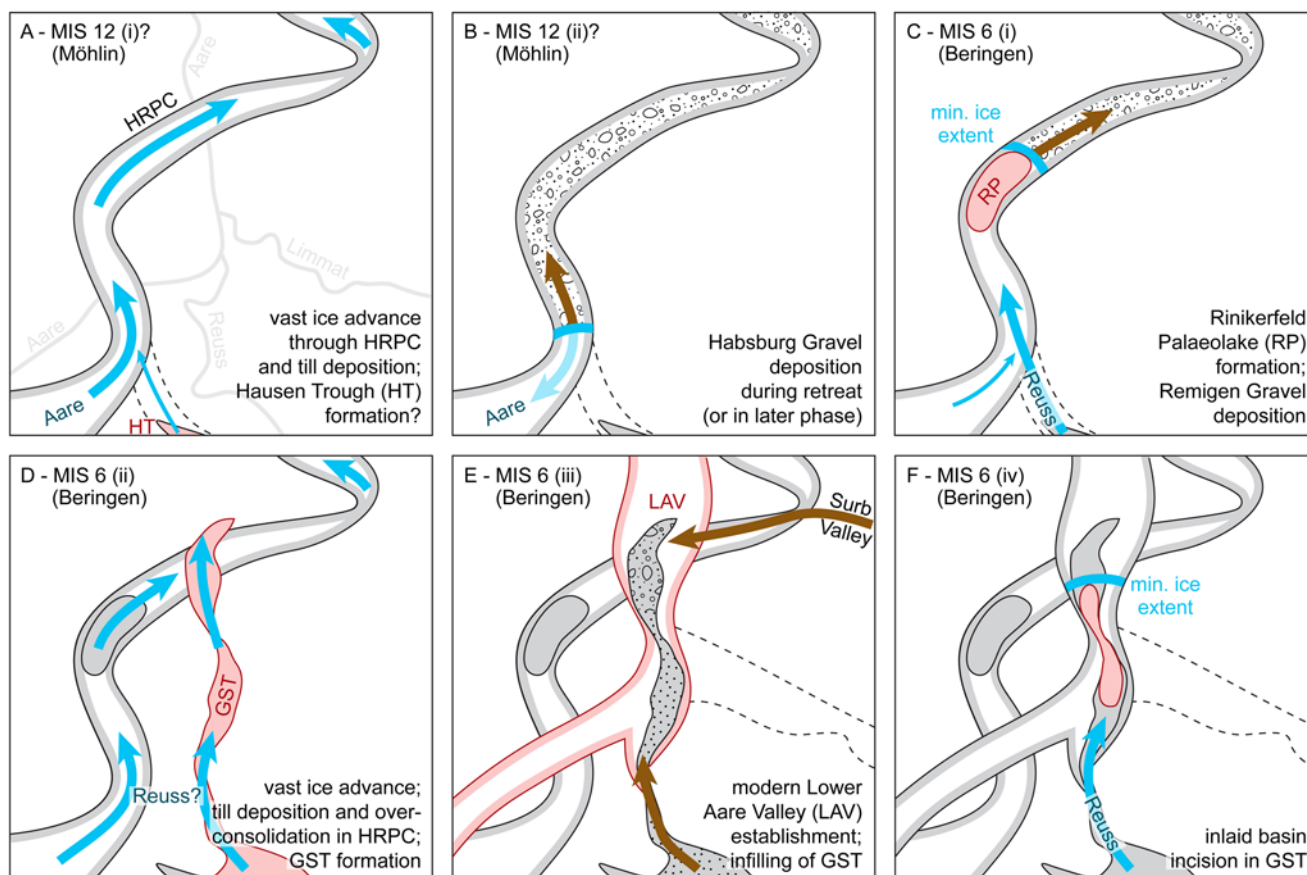 A - MIS 12 (i)?
(Möhlin)
HRPC
Aare
Limmat
Reuss
Aare
Aare
HT
vast ice advance
through HRPC
and till deposition;
Hausen Trough (HT)
formation?
B - MIS 12 (ii)?
(Möhlin)
Aare
Habsburg Gravel
deposition
during retreat
(or in later phase)
C - MIS 6 (i)
(Beringen)
min. ice
extent
RP
Reuss
Rinikerfeld
Palaeolake (RP)
formation;
Remigen Gravel
deposition
D - MIS 6 (ii)
(Beringen)
GST
Reuss?
vast ice advance;
till deposition and over-
consolidation in HRPC;
GST formation
E - MIS 6 (iii)
(Beringen)
LAV
Surb
Valley
modern Lower
Aare Valley (LAV)
establishment;
infilling of GST
F - MIS 6 (iv)
(Beringen)
min. ice
extent
Reuss
inlaid basin
incision in GST